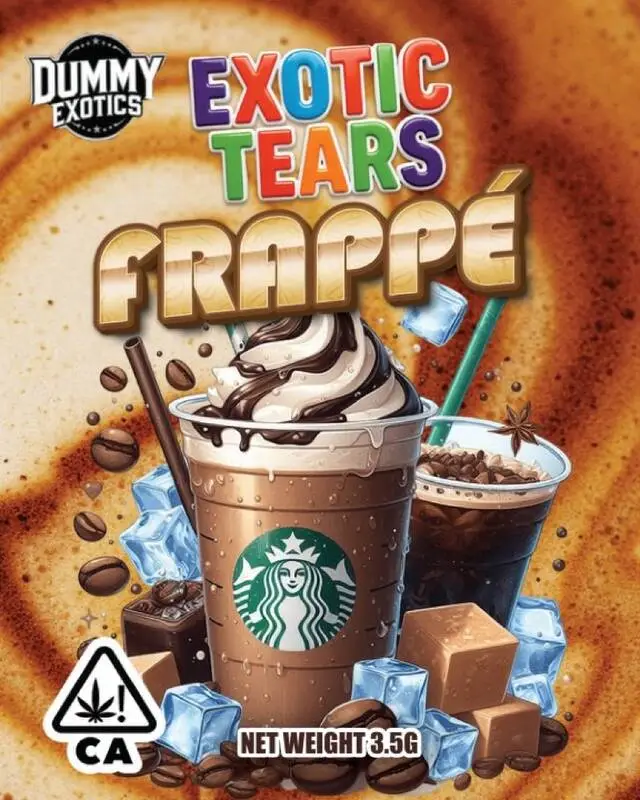 DUMMY
EXOTICS
EXOTIC
TEARS
FRAPPÉ
!
CA
NET WEIGHT 3.5G